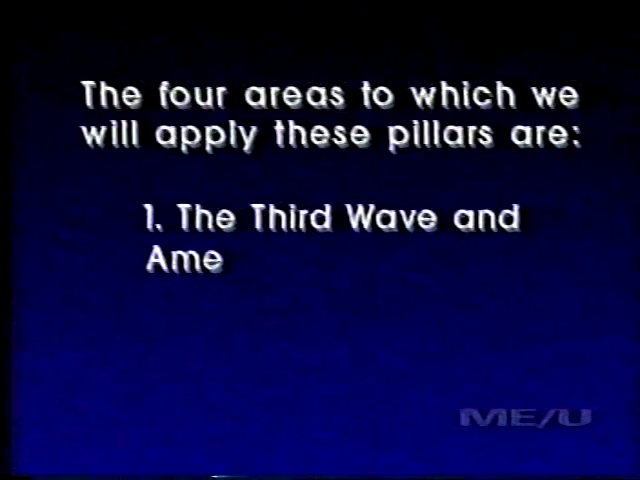 The four areas to which we
will apply these pillars are:
1. The Third Wave and
Ame
ME/U